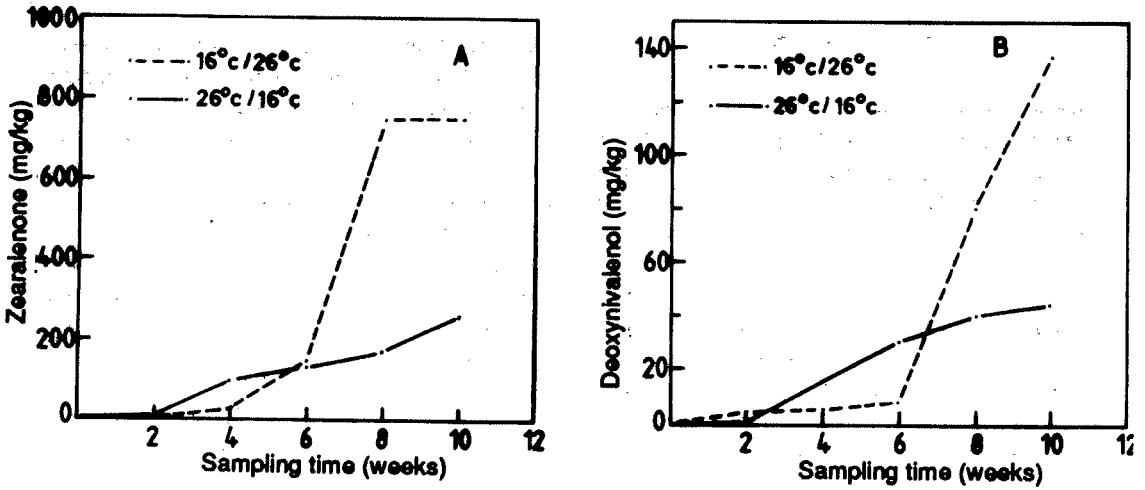 A
16°c/26°c
26°c/16°c
Zearalenone (mg/kg)
1000
800
600
400
200
0
2 4 6 8 10 12
Sampling time (weeks)
B
16°c/26°c
26°c/16°c
Deoxynivalenol (mg/kg)
140
100
60
20
0
2 4 6 8 10 12
Sampling time (weeks)